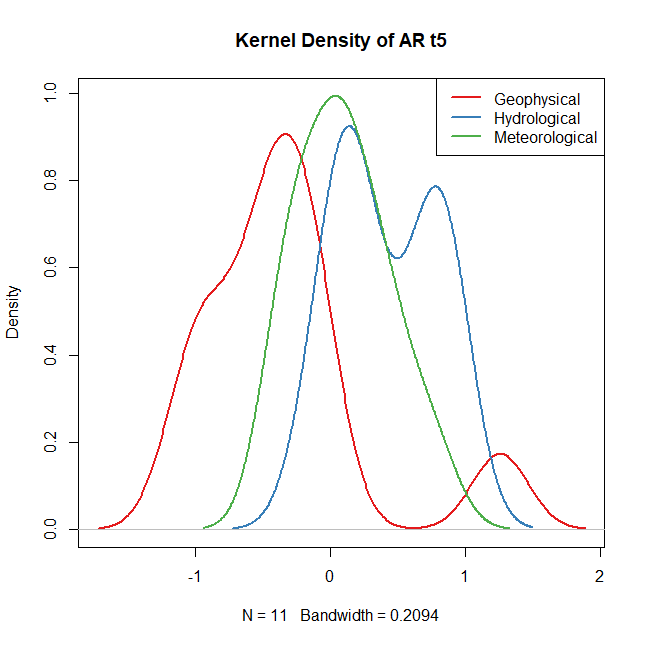 Kernel Density of AR t5
Geophysical
Hydrological
Meteorological
Density
1.0
0.8
0.6
0.4
0.2
0.0
-1 0 1 2
N = 11 Bandwidth = 0.2094